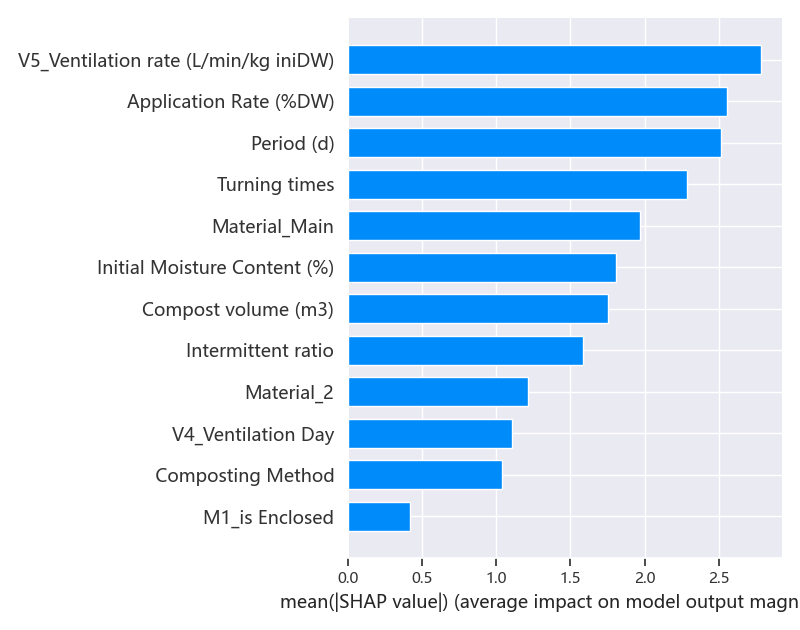 V5_Ventilation rate (L/min/kg iniDW)
Application Rate (%DW)
Period (d)
Turning times
Material_Main
Initial Moisture Content (%)
Compost volume (m3)
Intermittent ratio
Material_2
V4_Ventilation Day
Composting Method
M1_is Enclosed
0.0 0.5 1.0 1.5 2.0 2.5
mean(|SHAP value|) (average impact on model output magn